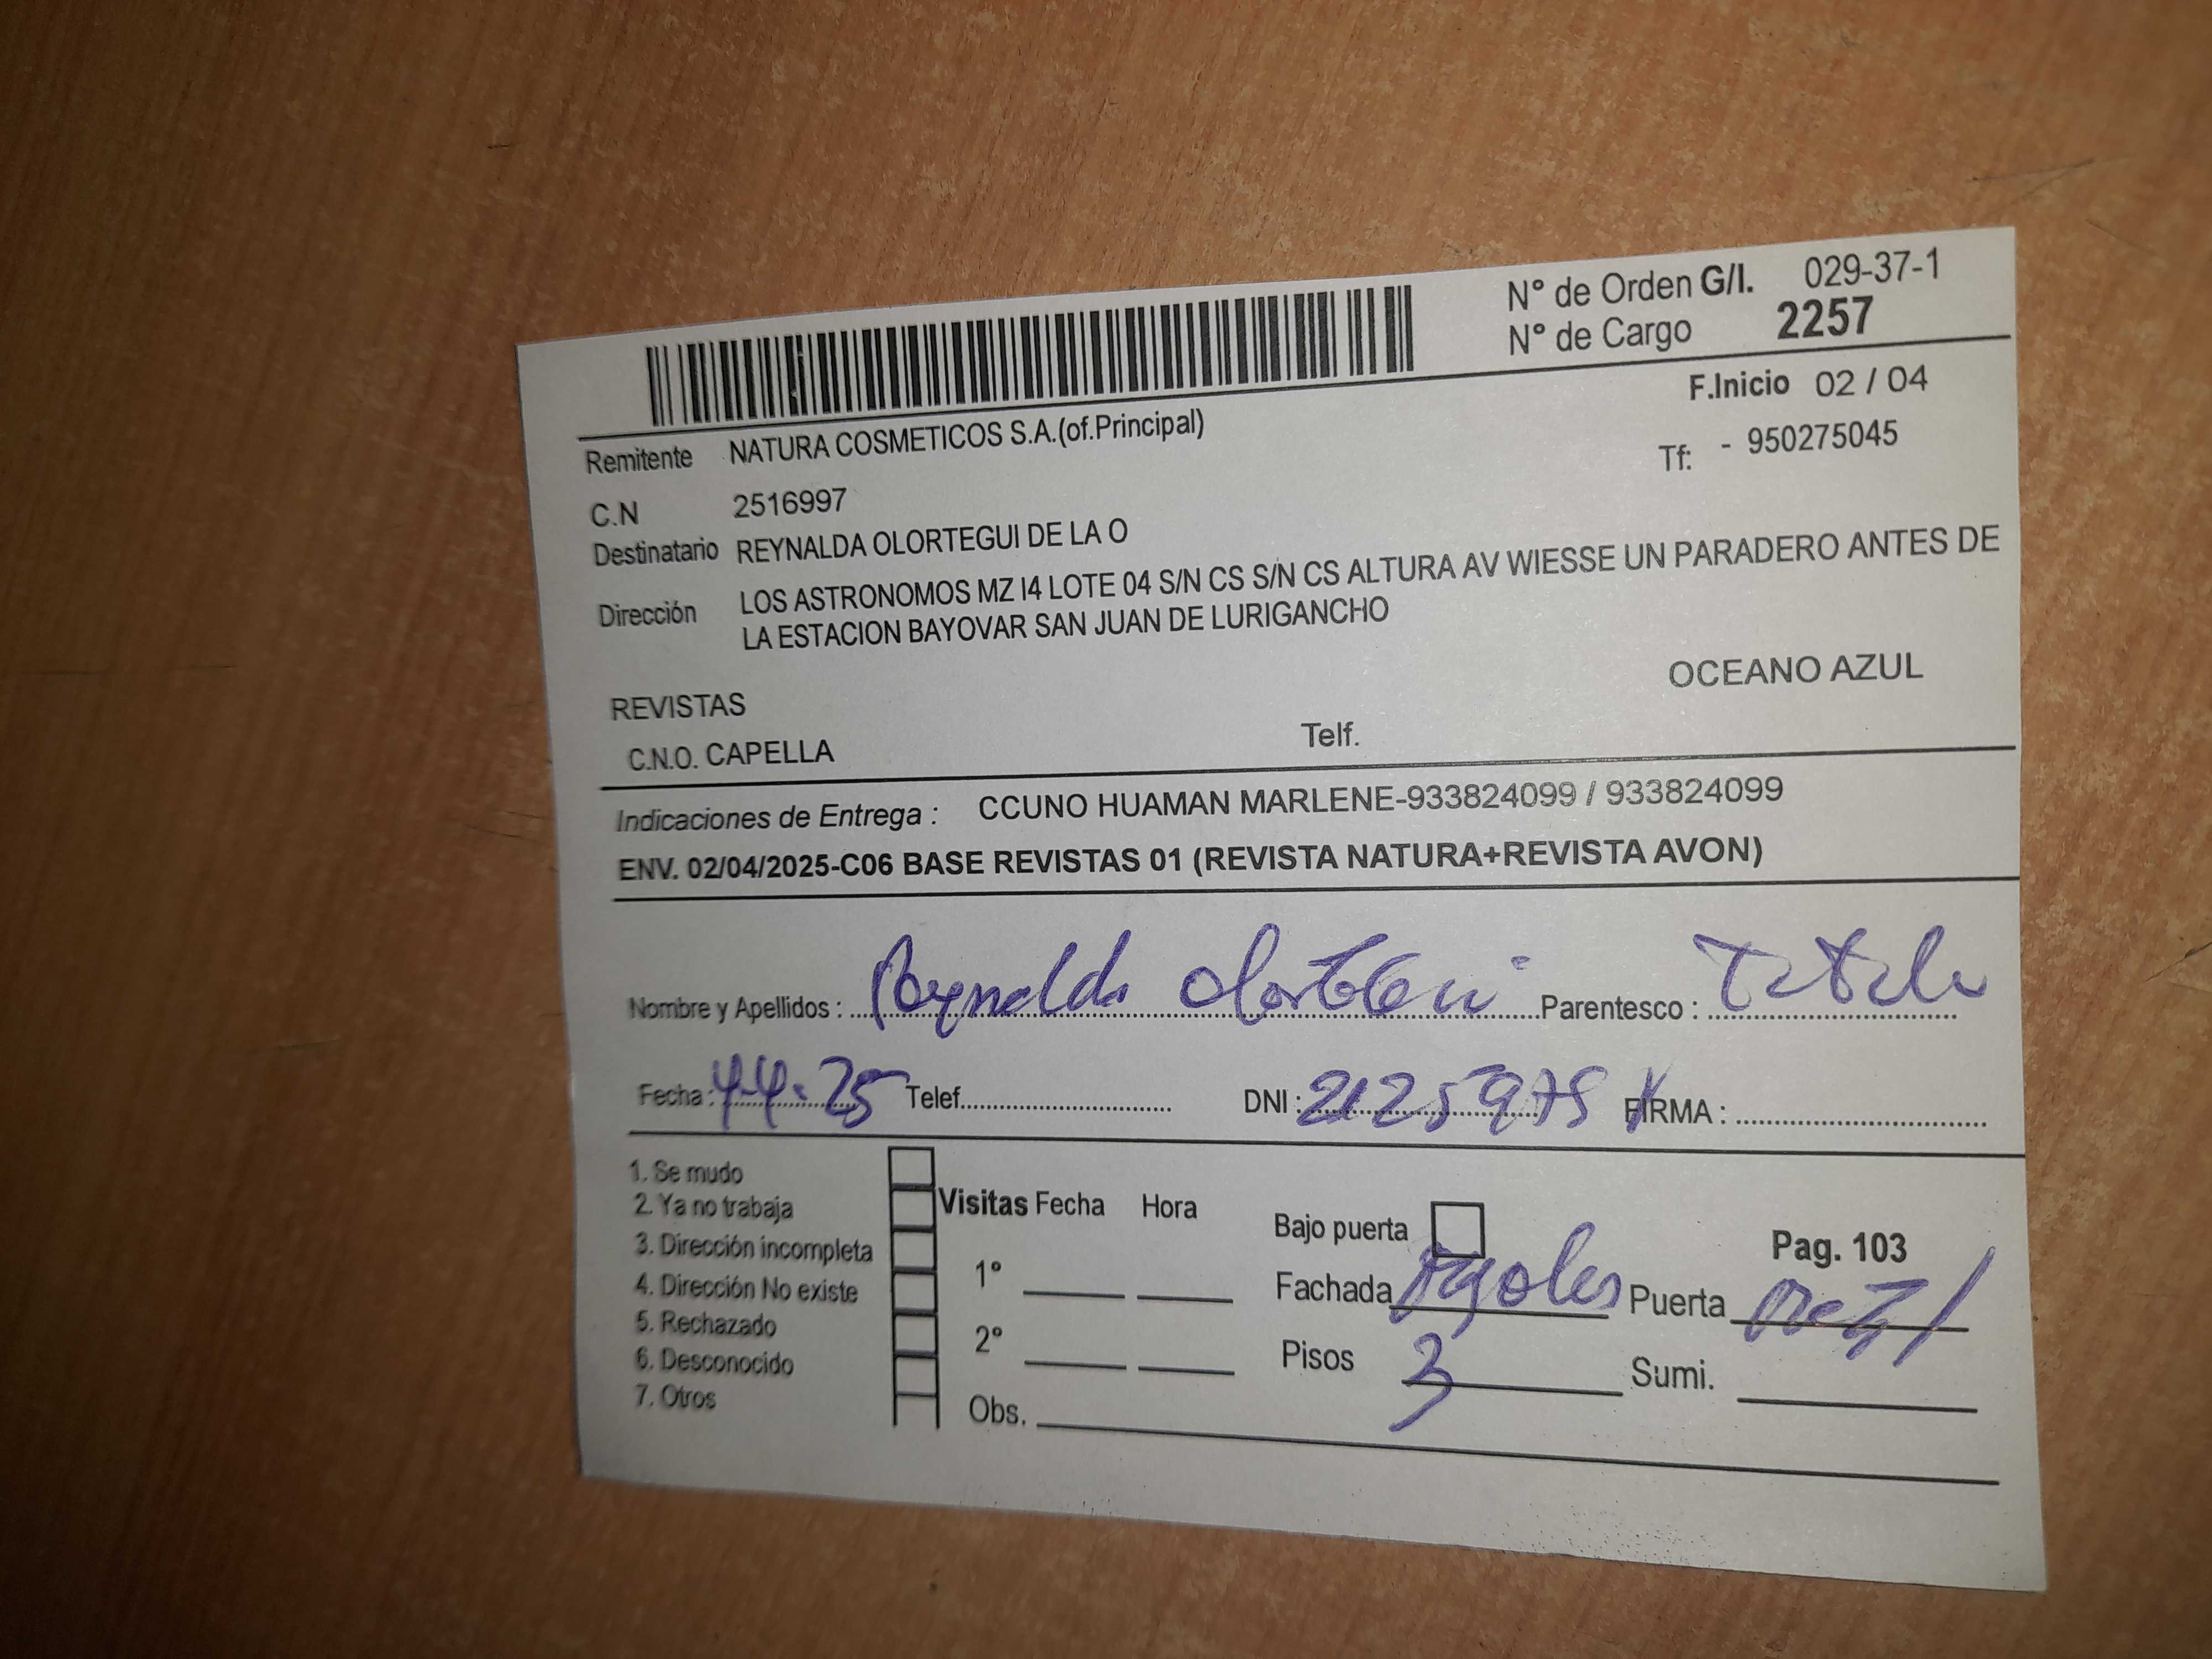 N° de Orden G/I. 029-37-1
N° de Cargo 2257
F.Inicio 02 / 04
Remitente NATURA COSMETICOS S.A.(of.Principal)
Tf: - 950275045
C.N 2516997
Destinatario REYNALDA OLORTEGUI DE LA O
Dirección LOS ASTRONOMOS MZ I4 LOTE 04 S/N CS S/N CS ALTURA AV WIESSE UN PARADERO ANTES DE
LA ESTACION BAYOVAR SAN JUAN DE LURIGANCHO
OCEANO AZUL
REVISTAS
C.N.O. CAPELLA Telf.
Indicaciones de Entrega : CCUNO HUAMAN MARLENE-933824099 / 933824099
ENV. 02/04/2025-C06 BASE REVISTAS 01 (REVISTA NATURA+REVISTA AVON)
Nombre y Apellidos : Reynalda Parentesco :
Fecha : 4-4-25 Telef. DNI : FIRMA :
1. Se mudo
2. Ya no trabaja
3. Dirección incompleta
4. Dirección No existe
5. Rechazado
6. Desconocido
7. Otros
Visitas Fecha Hora
1°
2°
Obs.
Bajo puerta
Pag. 103
Fachada Puerta
Pisos 3 Sumi.